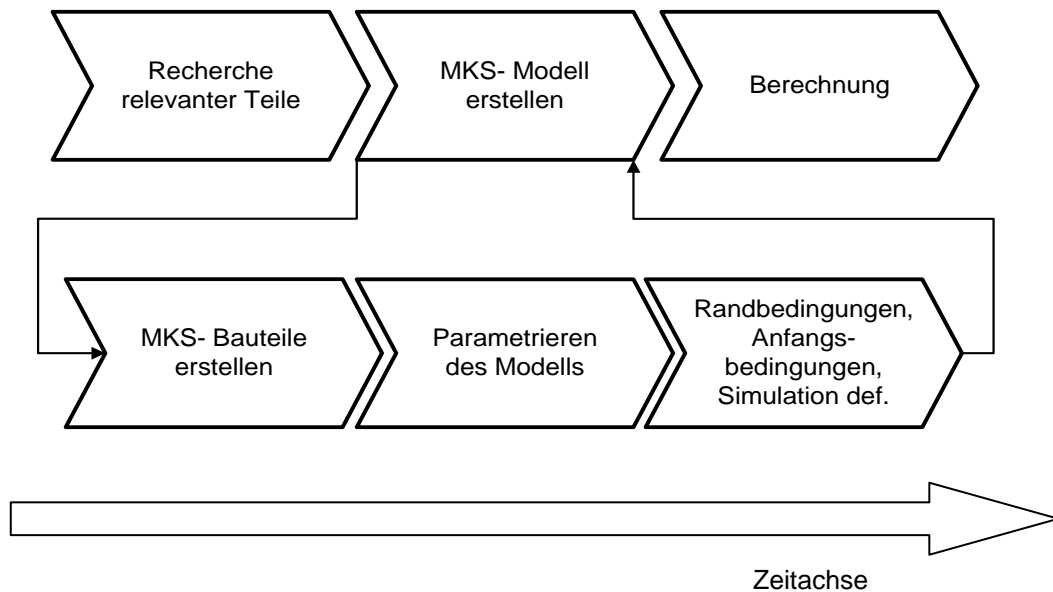 Recherche
relevanter Teile
MKS- Modell
erstellen
Berechnung
MKS- Bauteile
erstellen
Parametrieren
des Modells
Randbedingungen,
Anfangs-
bedingungen,
Simulation def.
Zeitachse